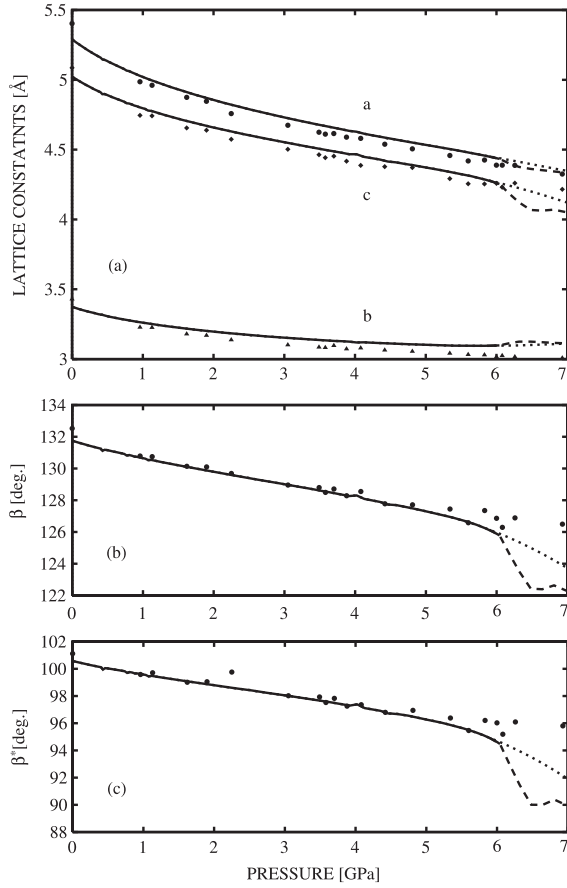 5.5
5
4.5
4
3.5
3
LATTICE CONSTATNTS [Å]
a
c
b
(a)
0 1 2 3 4 5 6 7
134
132
130
128
126
124
122
β [deg.]
(b)
0 1 2 3 4 5 6 7
102
100
98
96
94
92
90
88
β*[deg.]
(c)
0 1 2 3 4 5 6 7
PRESSURE [GPa]